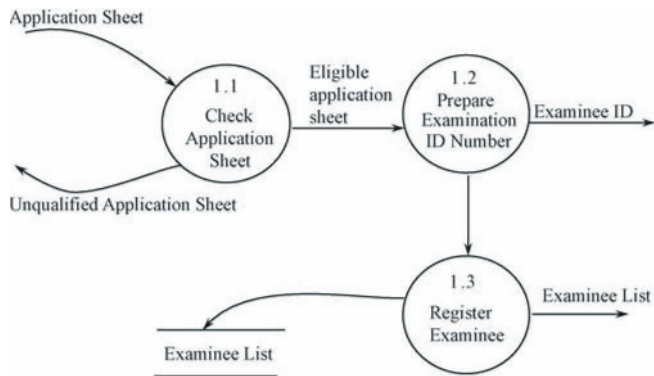 Application Sheet
1.1
Check
Application
Sheet
Unqualified Application Sheet
Eligible
application
sheet
1.2
Prepare
Examination
ID Number
Examinee ID
1.3
Register
Examinee
Examinee List
Examinee List